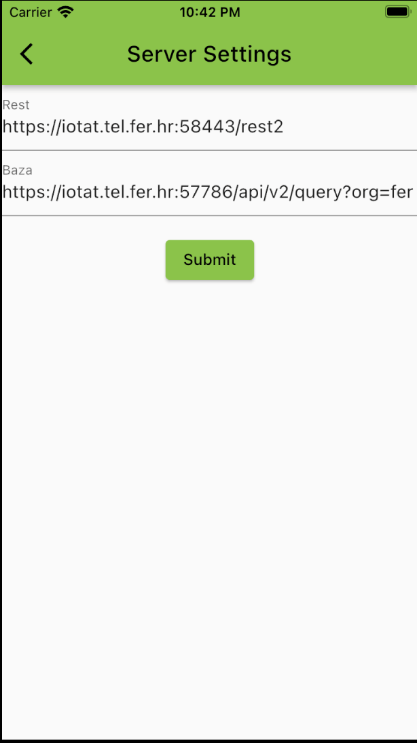 Carrier 10:42 PM
Server Settings
Rest
https://iotat.tel.fer.hr:58443/rest2
Baza
https://iotat.tel.fer.hr:57786/api/v2/query?org=fer
Submit